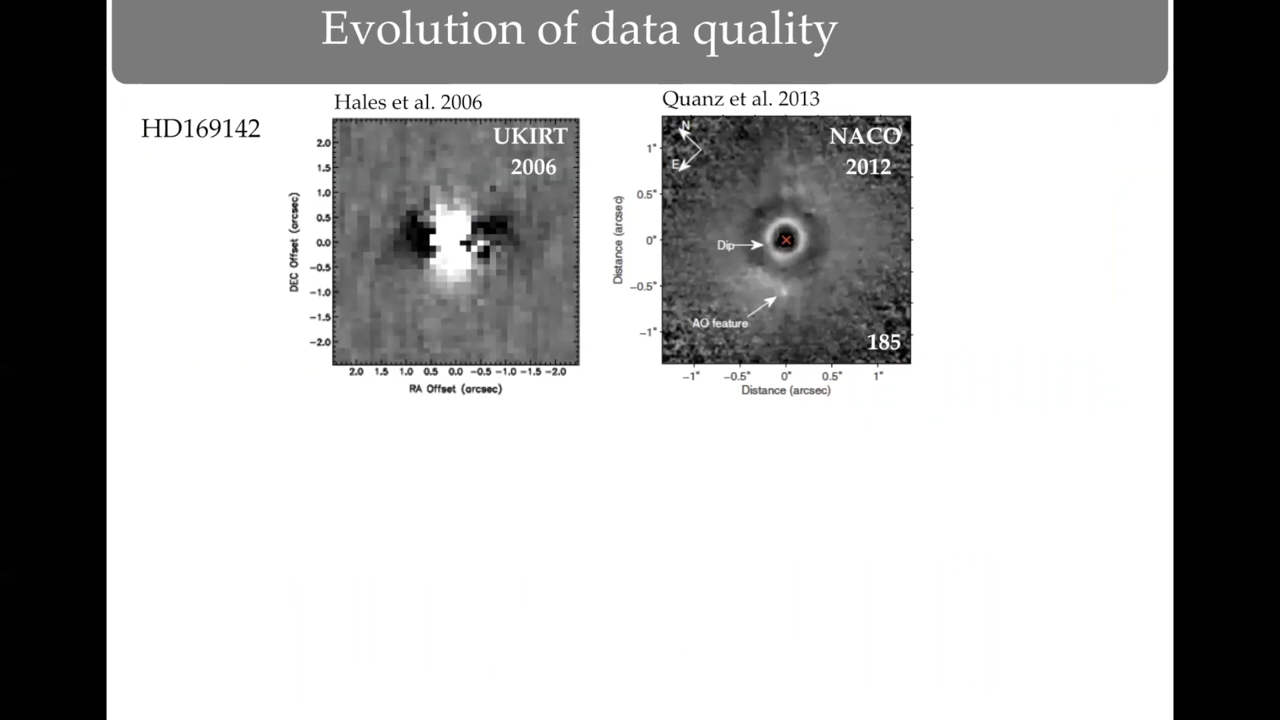 Evolution of data quality
HD169142
Hales et al. 2006
UKIRT
2006
DEC Offset (arcsec)
2.0
1.5
1.0
0.5
0.0
-0.5
-1.0
-1.5
-2.0
2.0 1.5 1.0 0.5 0.0 -0.5 -1.0 -1.5 -2.0
RA Offset (arcsec)
Quanz et al. 2013
NACO
2012
N
E
Distance (arcsec)
1"
0.5"
0"
-0.5"
-1"
Dip
AO feature
185
-1" -0.5" 0" 0.5" 1"
Distance (arcsec)